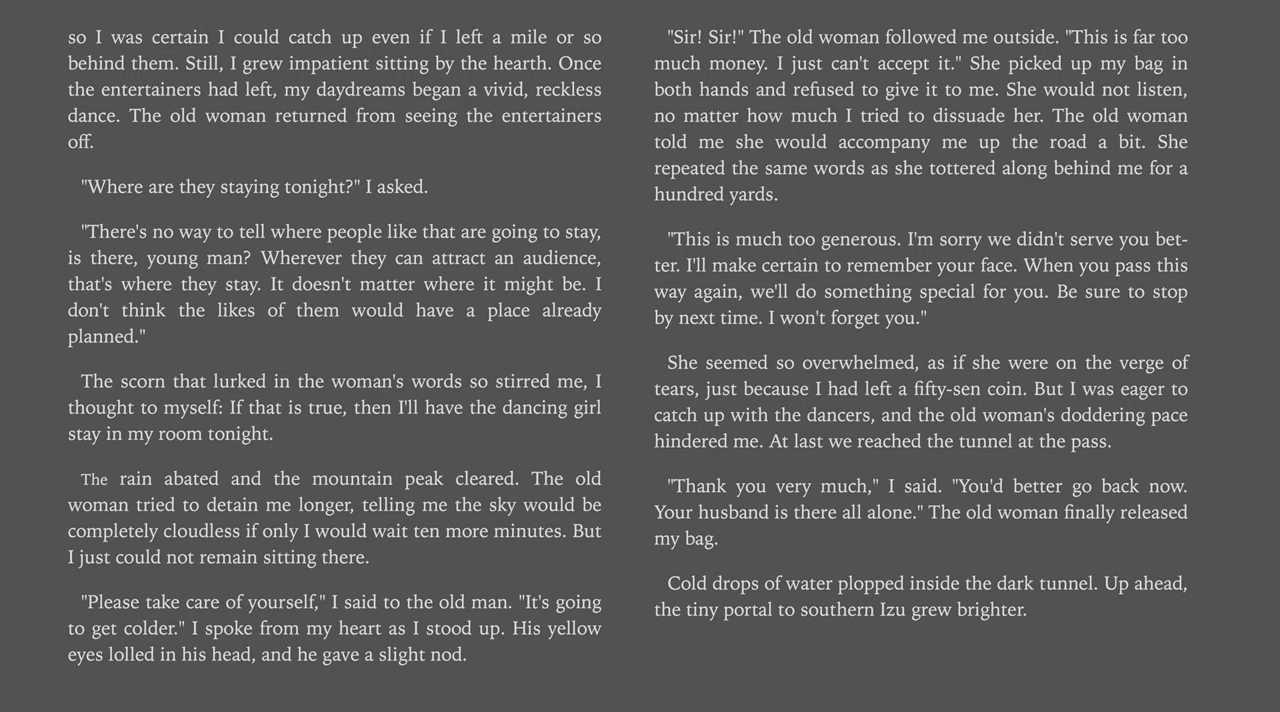 so I was certain I could catch up even if I left a mile or so
behind them. Still, I grew impatient sitting by the hearth. Once
the entertainers had left, my daydreams began a vivid, reckless
dance. The old woman returned from seeing the entertainers
off.
"Where are they staying tonight?" I asked.
"There's no way to tell where people like that are going to stay,
is there, young man? Wherever they can attract an audience,
that's where they stay. It doesn't matter where it might be. I
don't think the likes of them would have a place already
planned."
The scorn that lurked in the woman's words so stirred me, I
thought to myself: If that is true, then I'll have the dancing girl
stay in my room tonight.
The rain abated and the mountain peak cleared. The old
woman tried to detain me longer, telling me the sky would be
completely cloudless if only I would wait ten more minutes. But
I just could not remain sitting there.
"Please take care of yourself," I said to the old man. "It's going
to get colder." I spoke from my heart as I stood up. His yellow
eyes lolled in his head, and he gave a slight nod.
"Sir! Sir!" The old woman followed me outside. "This is far too
much money. I just can't accept it." She picked up my bag in
both hands and refused to give it to me. She would not listen,
no matter how much I tried to dissuade her. The old woman
told me she would accompany me up the road a bit. She
repeated the same words as she tottered along behind me for a
hundred yards.
"This is much too generous. I'm sorry we didn't serve you bet-
ter. I'll make certain to remember your face. When you pass this
way again, we'll do something special for you. Be sure to stop
by next time. I won't forget you."
She seemed so overwhelmed, as if she were on the verge of
tears, just because I had left a fifty-sen coin. But I was eager to
catch up with the dancers, and the old woman's doddering pace
hindered me. At last we reached the tunnel at the pass.
"Thank you very much," I said. "You'd better go back now.
Your husband is there all alone." The old woman finally released
my bag.
Cold drops of water plopped inside the dark tunnel. Up ahead,
the tiny portal to southern Izu grew brighter.